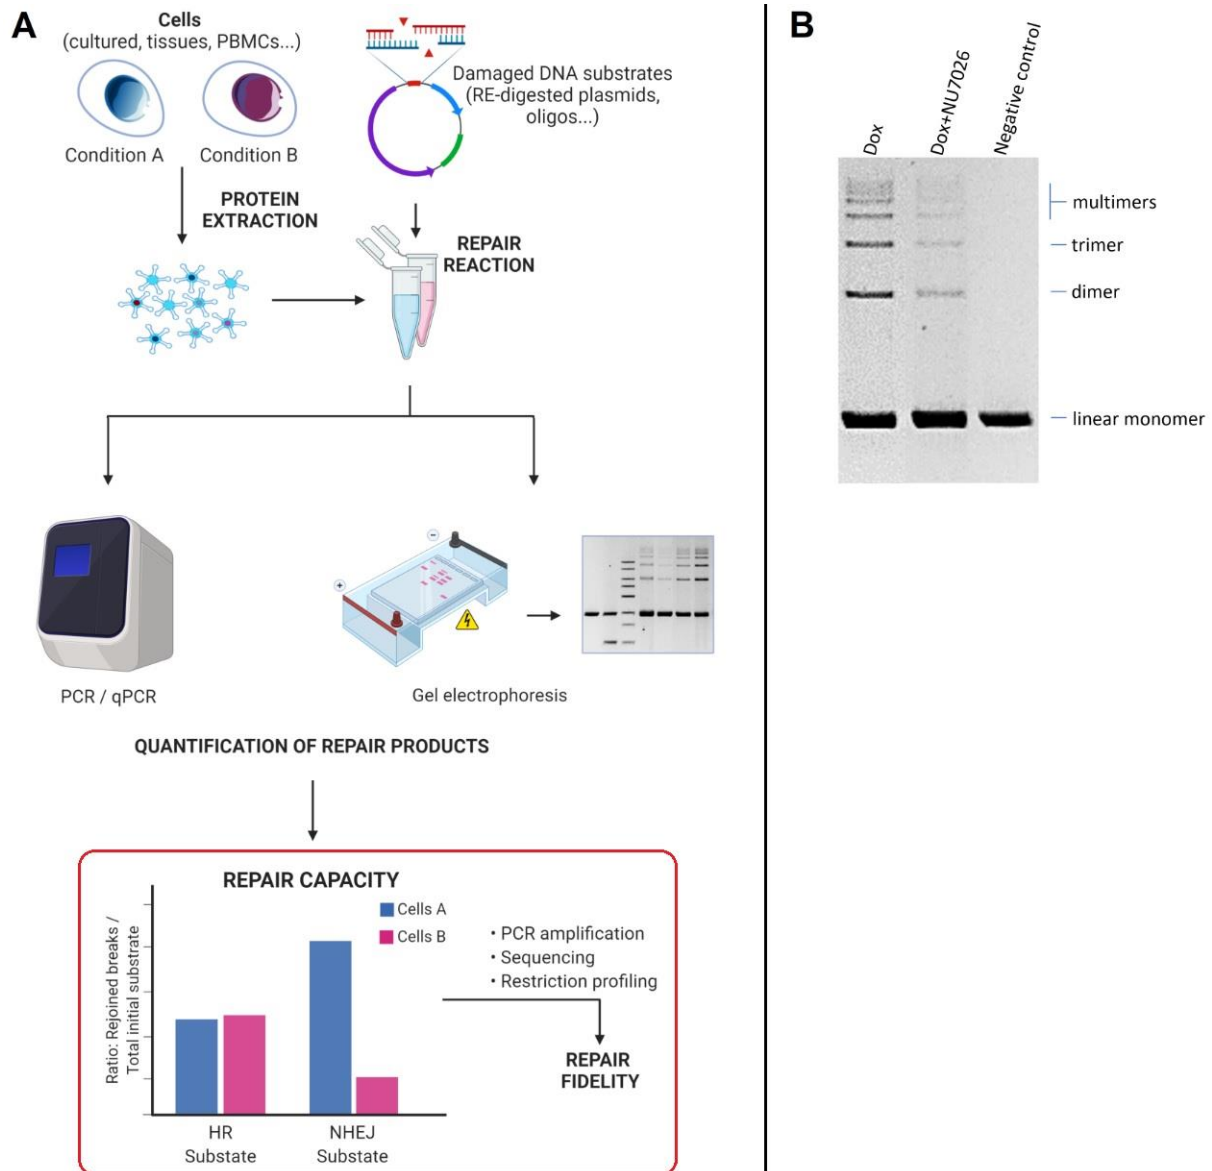 A
Cells
(cultured, tissues, PBMCs...)
Condition A
Condition B
Damaged DNA substrates
(RE-digested plasmids,
oligos...)
PROTEIN
EXTRACTION
REPAIR
REACTION
PCR / qPCR
−
+
Gel electrophoresis
QUANTIFICATION OF REPAIR PRODUCTS
REPAIR CAPACITY
Ratio: Rejoined breaks /
Total initial substrate
Cells A
Cells B
HR
Substate
NHEJ
Substate
• PCR amplification
• Sequencing
• Restriction profiling
REPAIR
FIDELITY
B
Dox
Dox+NU7026
Negative control
multimers
trimer
dimer
linear monomer